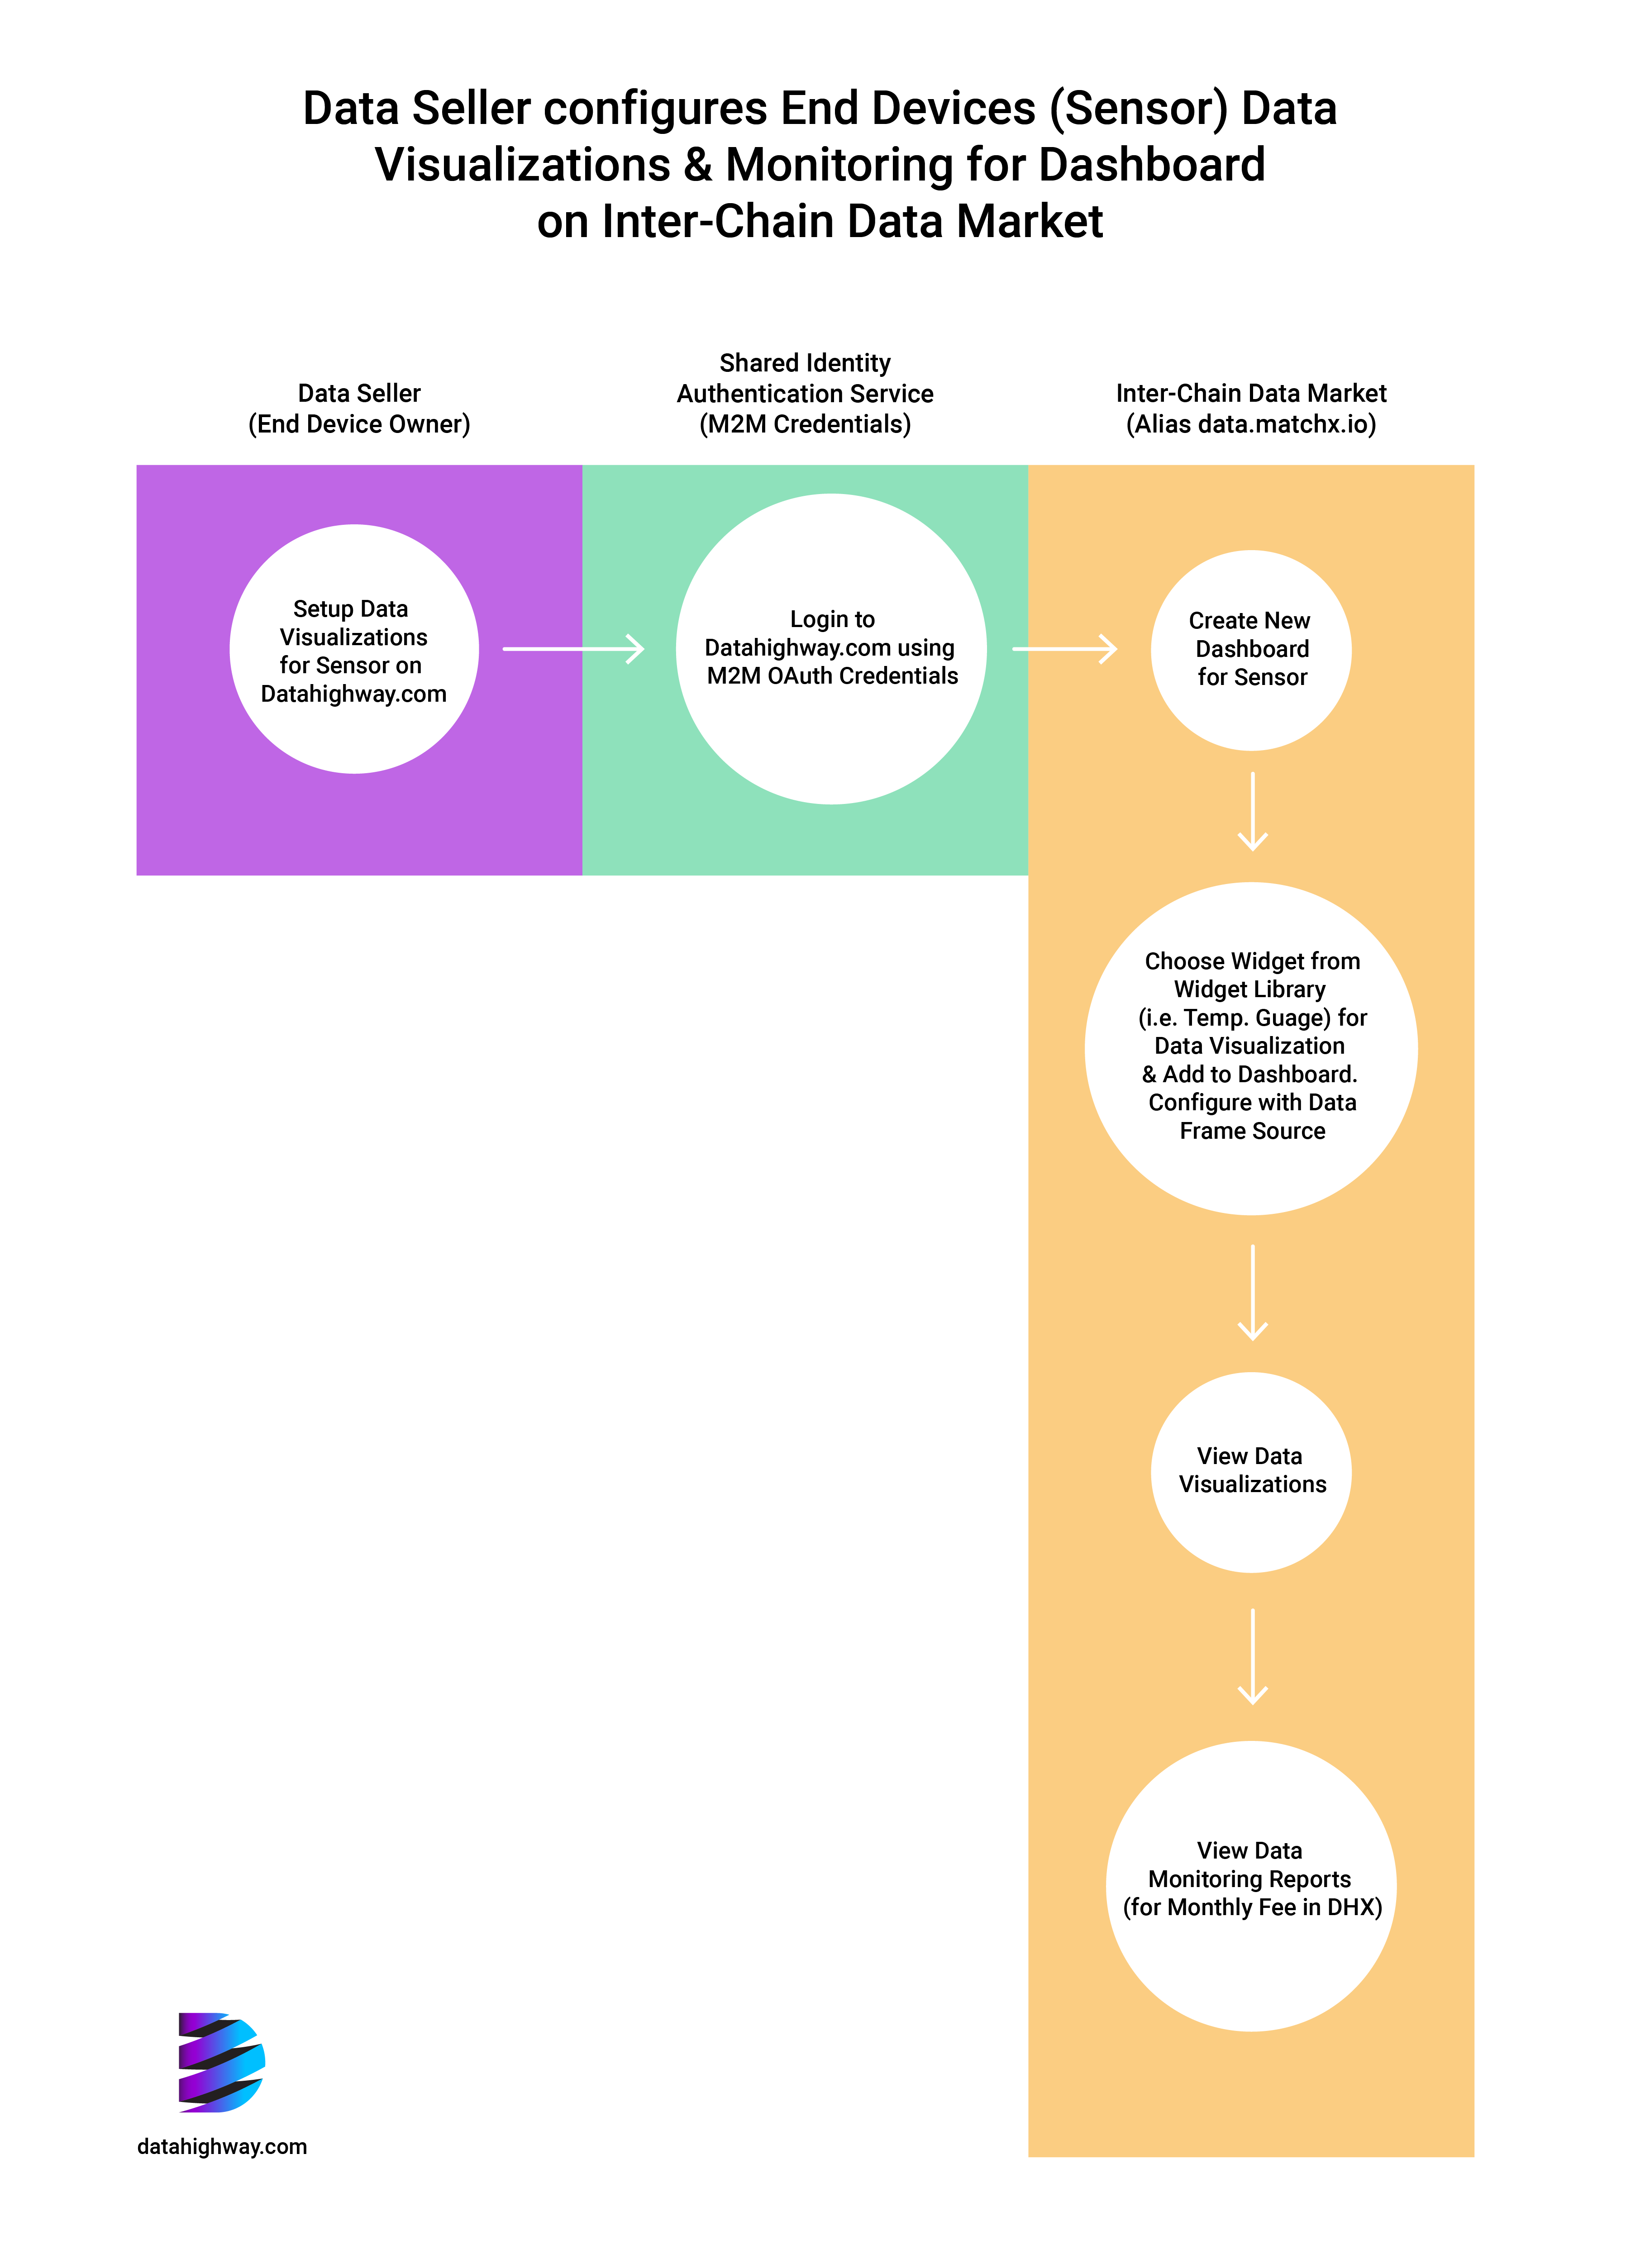 Data Seller configures End Devices (Sensor) Data
Visualizations & Monitoring for Dashboard
on Inter-Chain Data Market
Data Seller
(End Device Owner)
Shared Identity
Authentication Service
(M2M Credentials)
Inter-Chain Data Market
(Alias data.matchx.io)
Setup Data
Visualizations
for Sensor on
Datahighway.com
Login to
Datahighway.com using
M2M OAuth Credentials
Create New
Dashboard
for Sensor
Choose Widget from
Widget Library
(i.e. Temp. Guage) for
Data Visualization
& Add to Dashboard.
Configure with Data
Frame Source
View Data
Visualizations
View Data
Monitoring Reports
(for Monthly Fee in DHX)
datahighway.com